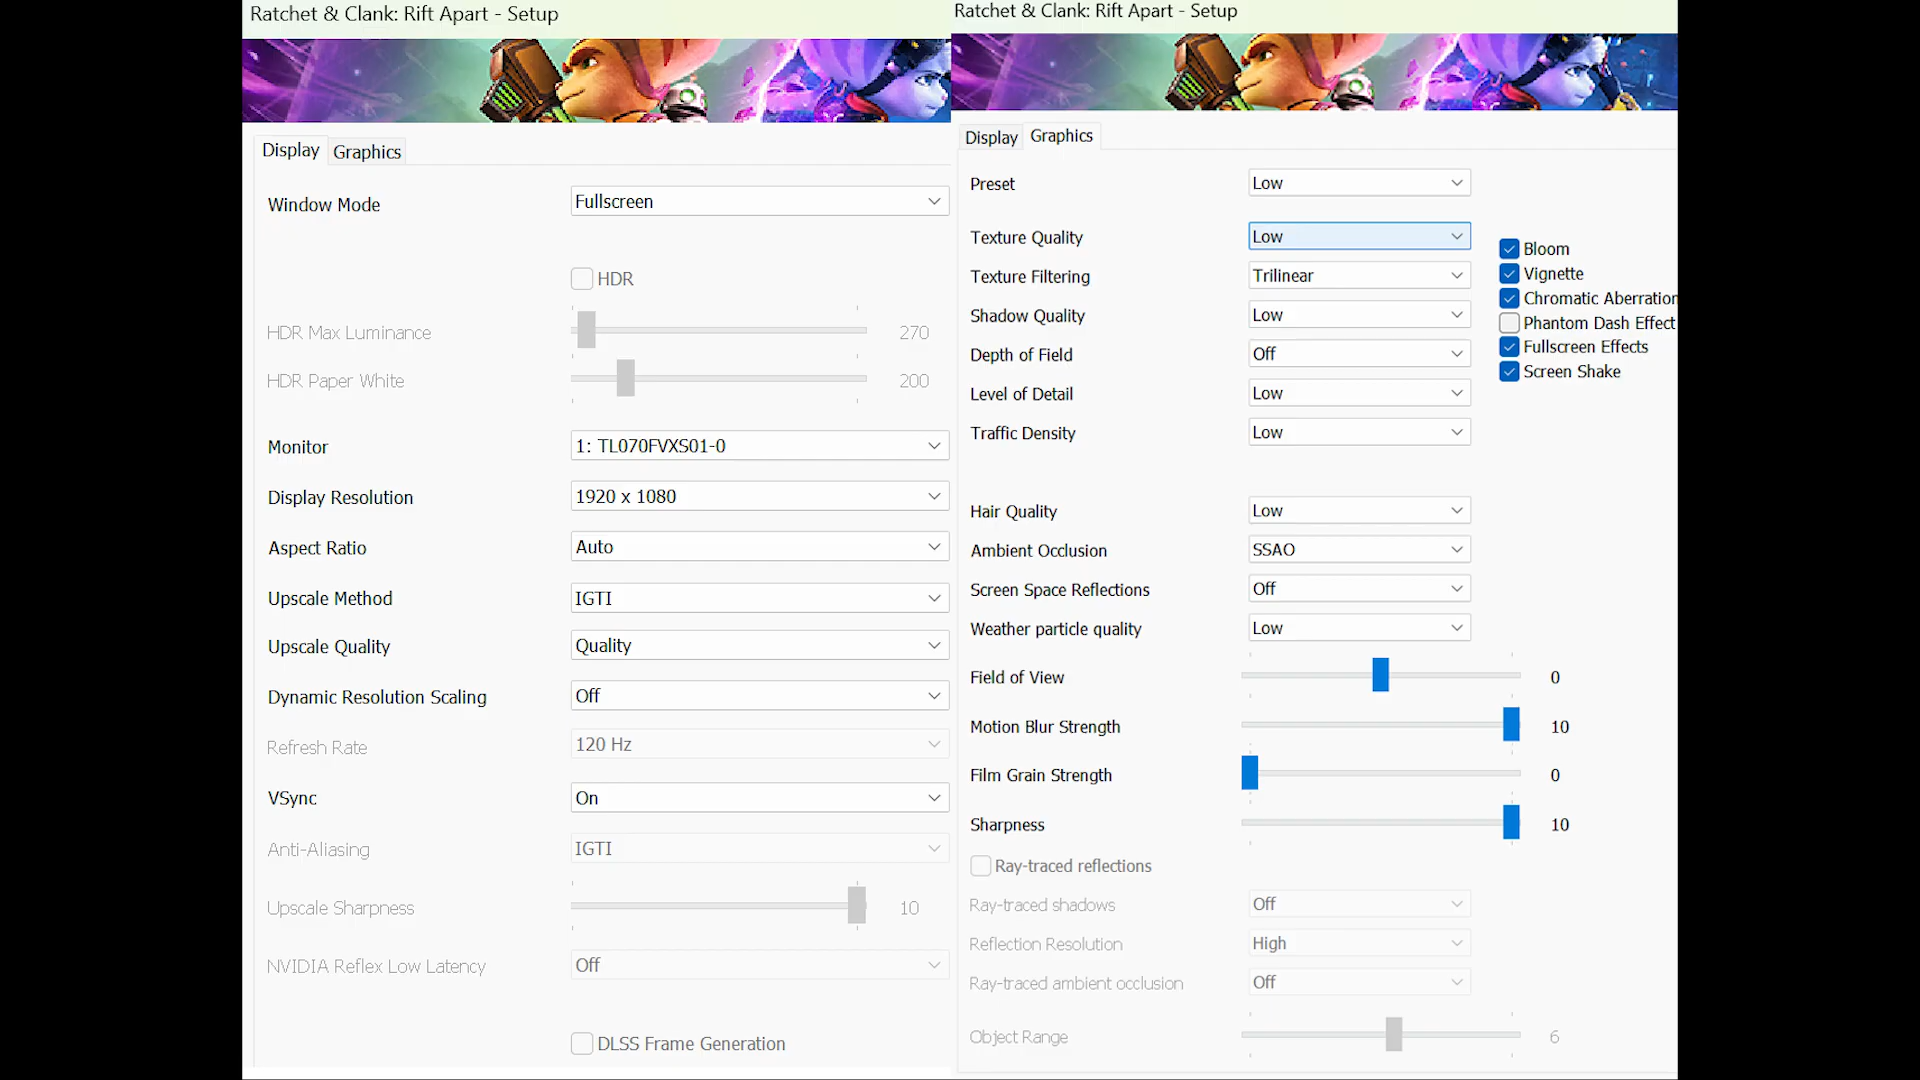 Ratchet & Clank: Rift Apart - Setup
Display Graphics
Window Mode Fullscreen
HDR
HDR Max Luminance 270
HDR Paper White 200
Monitor 1: TL070FVXS01-0
Display Resolution 1920 x 1080
Aspect Ratio Auto
Upscale Method IGTI
Upscale Quality Quality
Dynamic Resolution Scaling Off
Refresh Rate 120 Hz
VSync On
Anti-Aliasing IGTI
Upscale Sharpness 10
NVIDIA Reflex Low Latency Off
DLSS Frame Generation
Ratchet & Clank: Rift Apart - Setup
Display Graphics
Preset Low
Texture Quality Low
Texture Filtering Trilinear
Shadow Quality Low
Depth of Field Off
Level of Detail Low
Traffic Density Low
Bloom
Vignette
Chromatic Aberration
Phantom Dash Effect
Fullscreen Effects
Screen Shake
Hair Quality Low
Ambient Occlusion SSAO
Screen Space Reflections Off
Weather particle quality Low
Field of View 0
Motion Blur Strength 10
Film Grain Strength 0
Sharpness 10
Ray-traced reflections
Ray-traced shadows Off
Reflection Resolution High
Ray-traced ambient occlusion Off
Object Range 6